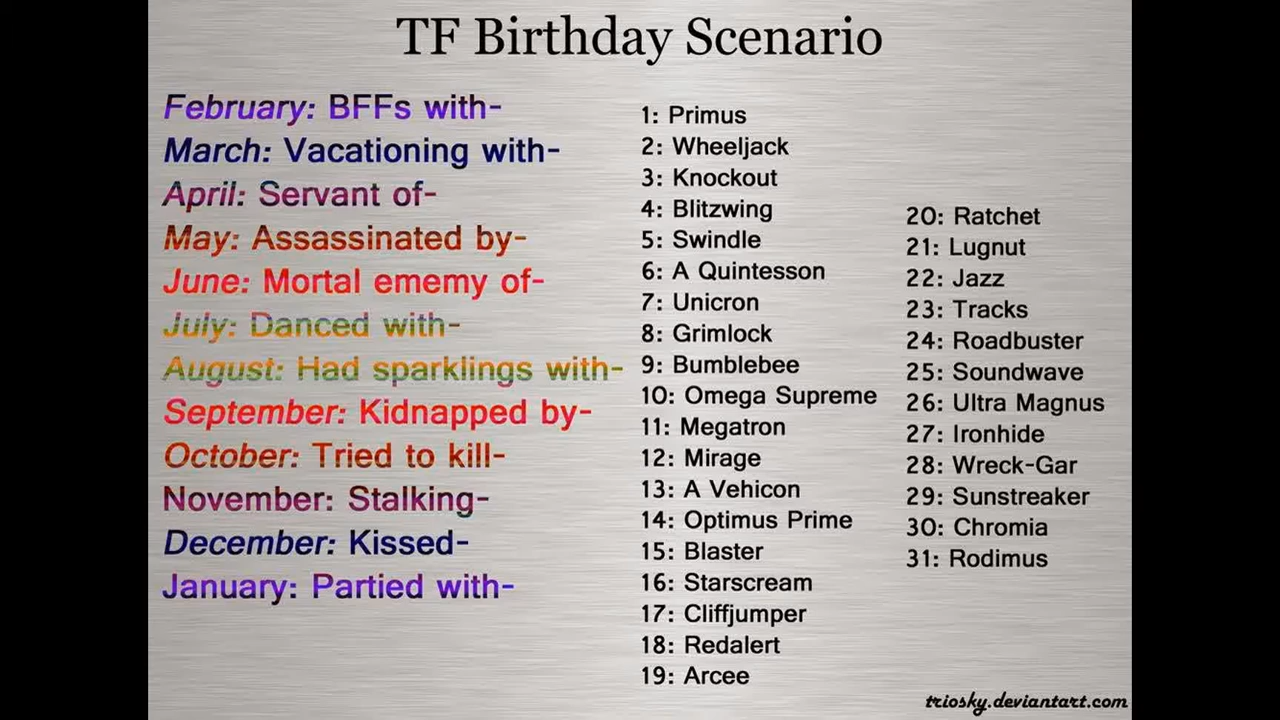 TF Birthday Scenario
February: BFFs with-
March: Vacationing with-
April: Servant of-
May: Assassinated by-
June: Mortal ememy of-
July: Danced with-
August: Had sparklings with-
September: Kidnapped by-
October: Tried to kill-
November: Stalking-
December: Kissed-
January: Partied with-
1: Primus
2: Wheeljack
3: Knockout
4: Blitzwing
5: Swindle
6: A Quintesson
7: Unicron
8: Grimlock
9: Bumblebee
10: Omega Supreme
11: Megatron
12: Mirage
13: A Vehicon
14: Optimus Prime
15: Blaster
16: Starscream
17: Cliffjumper
18: Redalert
19: Arcee
20: Ratchet
21: Lugnut
22: Jazz
23: Tracks
24: Roadbuster
25: Soundwave
26: Ultra Magnus
27: Ironhide
28: Wreck-Gar
29: Sunstreaker
30: Chromia
31: Rodimus
triosky.deviantart.com